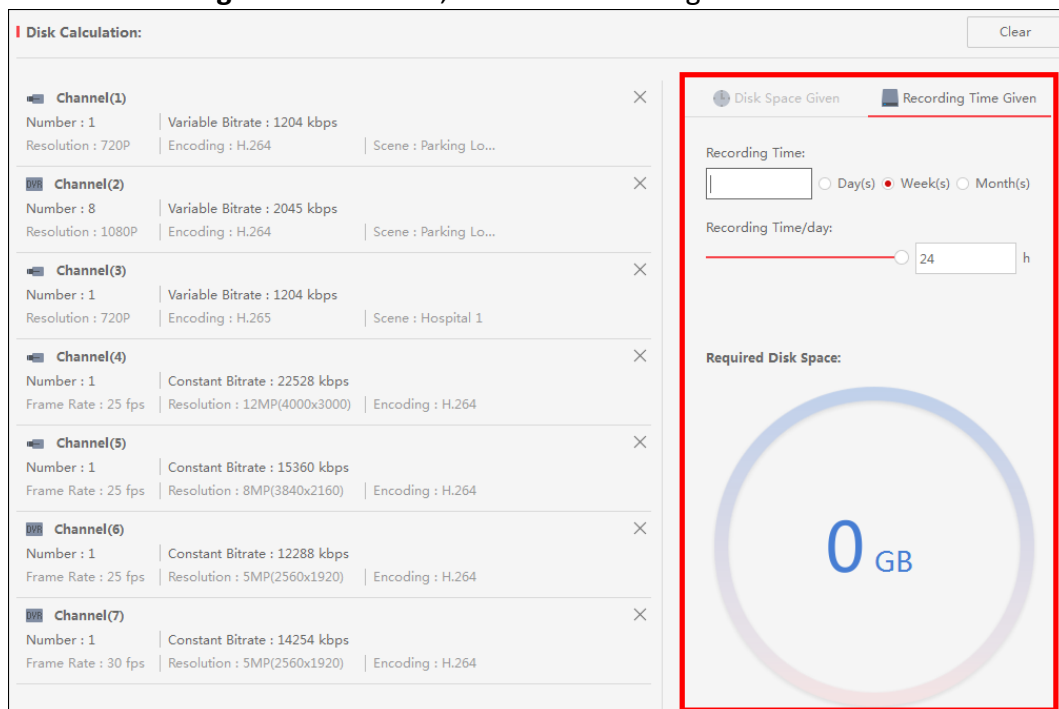 Disk Calculation:
Clear
Channel(1)
Number : 1 Variable Bitrate : 1204 kbps
Resolution : 720P Encoding : H.264 Scene : Parking Lo...
DVR Channel(2)
Number : 8 Variable Bitrate : 2045 kbps
Resolution : 1080P Encoding : H.264 Scene : Parking Lo...
Channel(3)
Number : 1 Variable Bitrate : 1204 kbps
Resolution : 720P Encoding : H.265 Scene : Hospital 1
Channel(4)
Number : 1 Constant Bitrate : 22528 kbps
Frame Rate : 25 fps Resolution : 12MP(4000x3000) Encoding : H.264
Channel(5)
Number : 1 Constant Bitrate : 15360 kbps
Frame Rate : 25 fps Resolution : 8MP(3840x2160) Encoding : H.264
DVR Channel(6)
Number : 1 Constant Bitrate : 12288 kbps
Frame Rate : 25 fps Resolution : 5MP(2560x1920) Encoding : H.264
DVR Channel(7)
Number : 1 Constant Bitrate : 14254 kbps
Frame Rate : 30 fps Resolution : 5MP(2560x1920) Encoding : H.264
Disk Space Given Recording Time Given
Recording Time:
Day(s) Week(s) Month(s)
Recording Time/day:
24 h
Required Disk Space:
0 GB